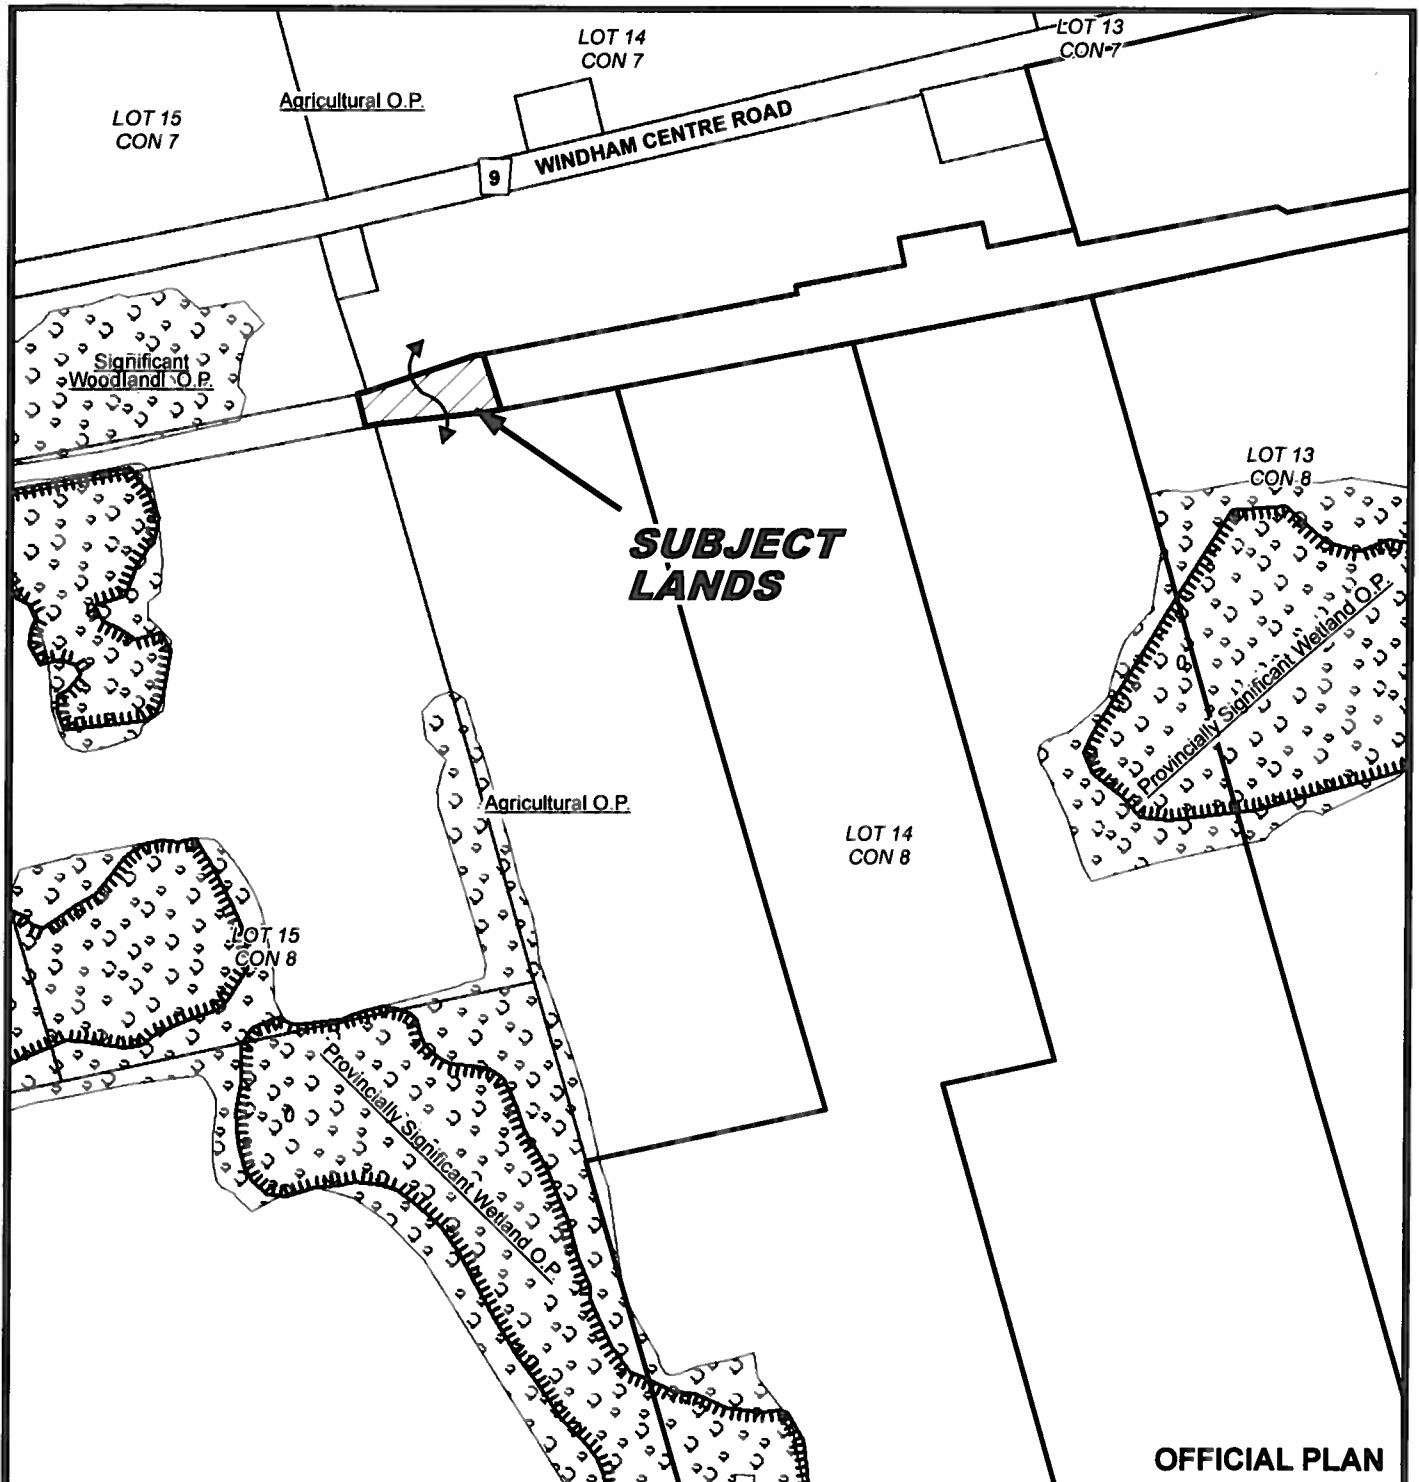 LOT 14
CON 7
LOT 13
CON 7
Agricultural O.P.
LOT 15
CON 7
WINDHAM CENTRE ROAD
9
Significant
Woodland O.P.
LOT 13
CON 8
SUBJECT
LANDS
Provincially Significant Wetland O.P.
Agricultural O.P.
LOT 14
CON 8
LOT 15
CON 8
Provincially Significant Wetland O.P.
OFFICIAL PLAN